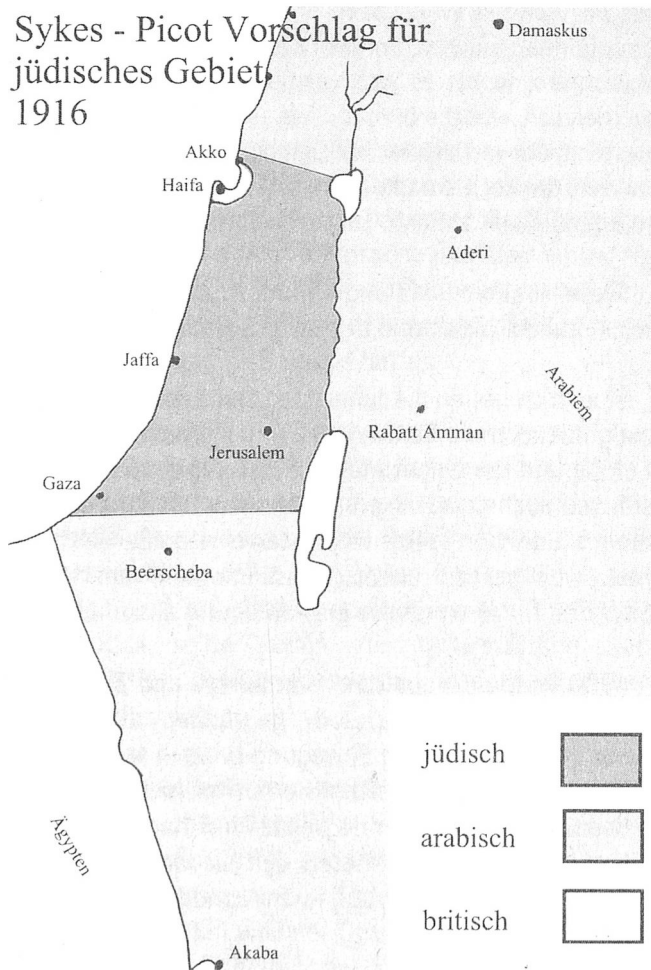 Sykes - Picot Vorschlag für
jüdisches Gebiet
1916
Damaskus
Akko
Haifa
Aderi
Jaffa
Arabiem
Rabatt Amman
Jerusalem
Gaza
Beerscheba
jüdisch
Ägypten
arabisch
britisch
Akaba